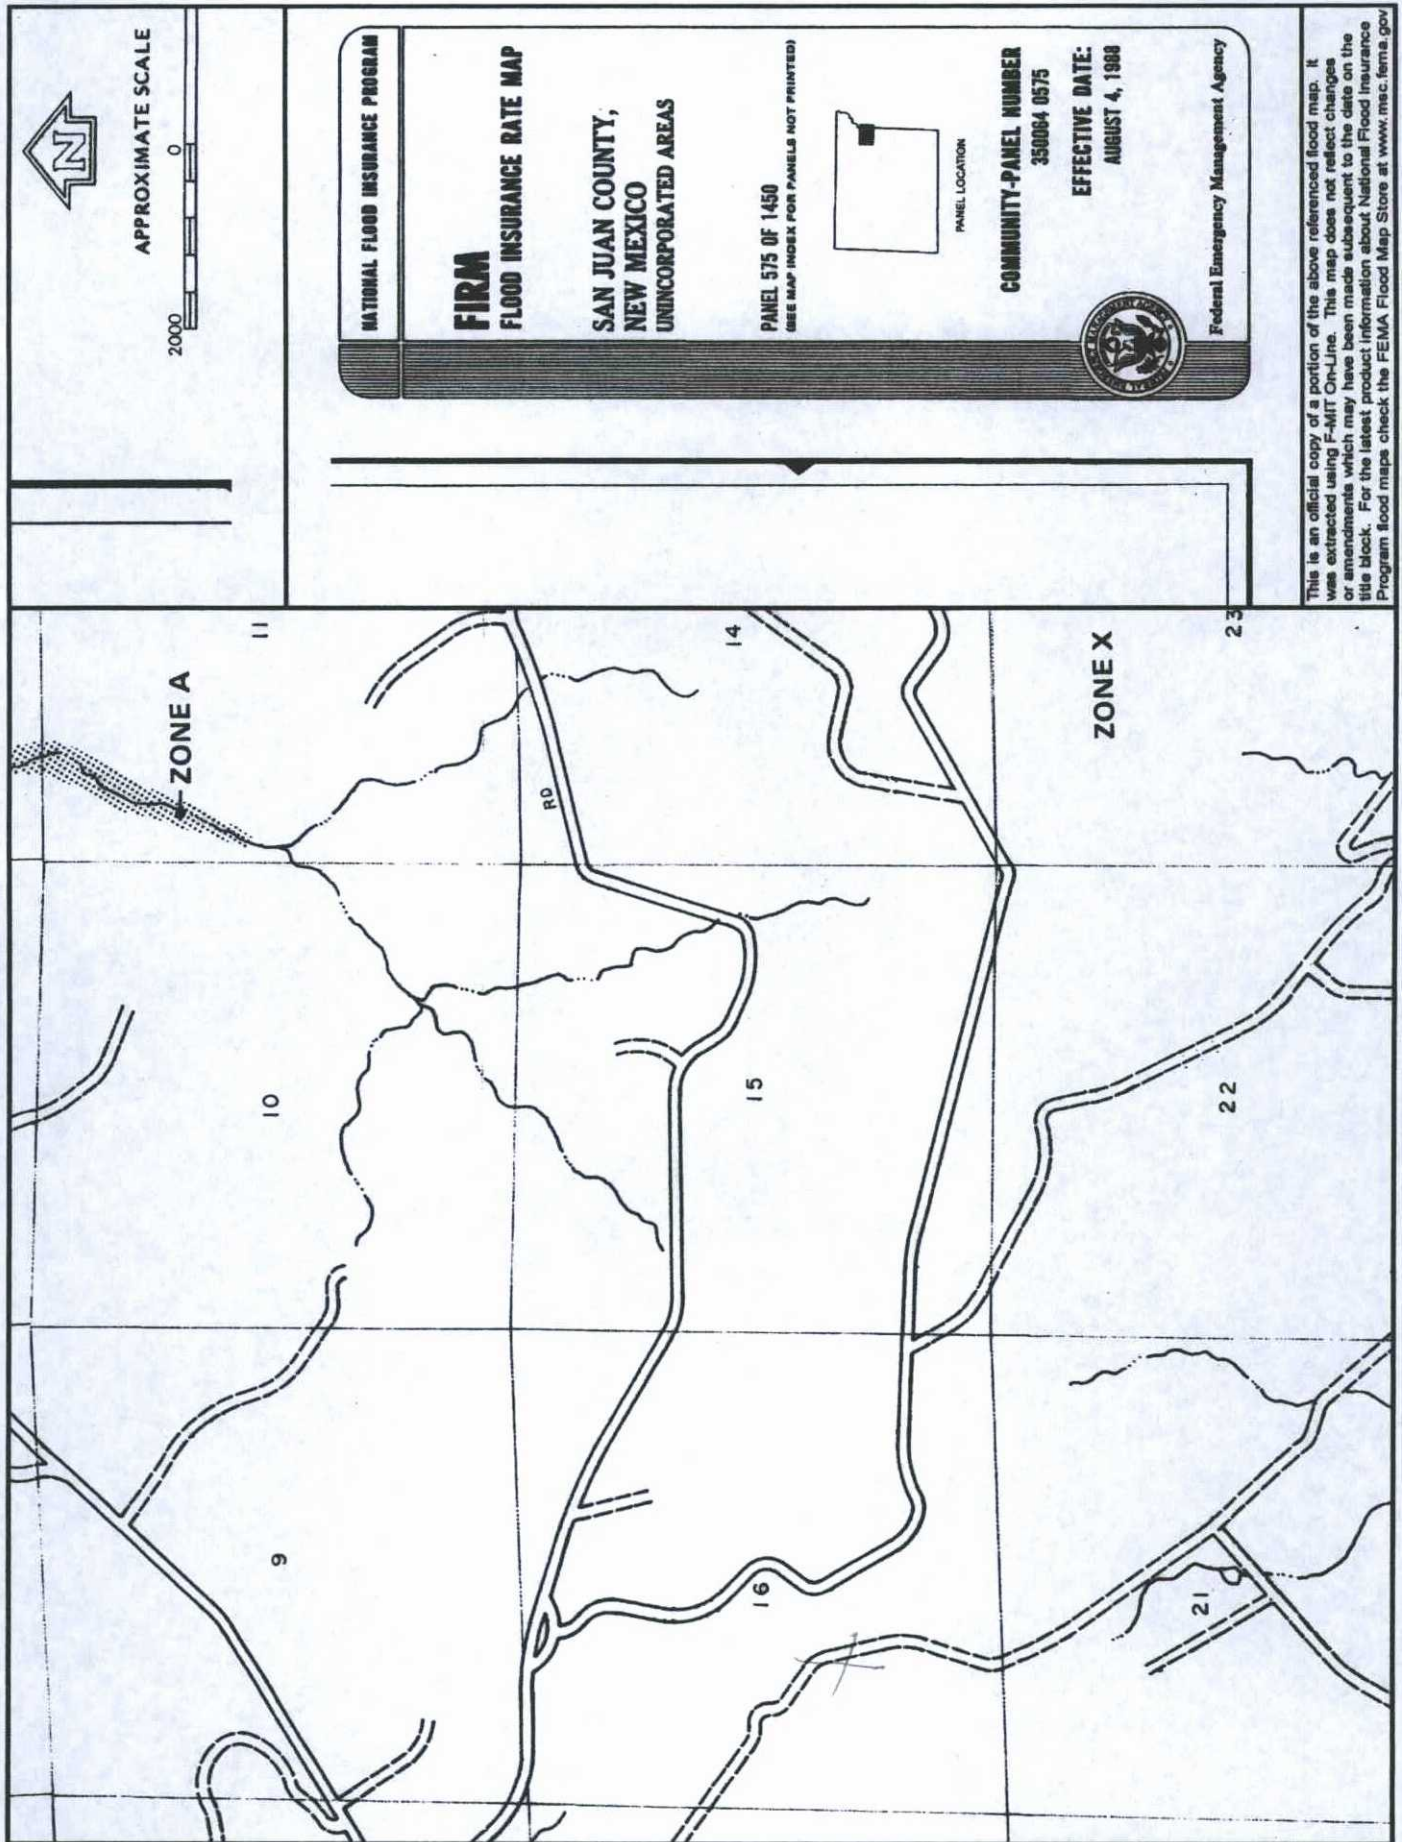 N
APPROXIMATE SCALE
2000
0
NATIONAL FLOOD INSURANCE PROGRAM
FIRM
FLOOD INSURANCE RATE MAP
SAN JUAN COUNTY,
NEW MEXICO
UNINCORPORATED AREAS
PANEL 575 OF 1450
(SEE MAP INDEX FOR PANELS NOT PRINTED)
PANEL LOCATION
COMMUNITY-PANEL NUMBER
350064 0575
EFFECTIVE DATE:
AUGUST 4, 1988
Federal Emergency Management Agency
This is an official copy of a portion of the above referenced flood map. It
was extracted using F-MIT On-Line. This map does not reflect changes
or amendments which may have been made subsequent to the date on the
title block. For the latest product information about National Flood Insurance
Program flood maps check the FEMA Flood Map Store at www.msc.fema.gov
ZONE A
11
10
9
RD
14
15
16
ZONE X
23
22
21